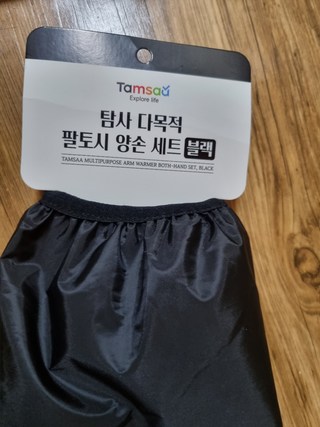 Tamsaa
Explore life
탐사 다목적
팔토시 양손 세트 블랙
TAMSAA MULTIPURPOSE ARM WARMER BOTH-HAND SET, BLACK